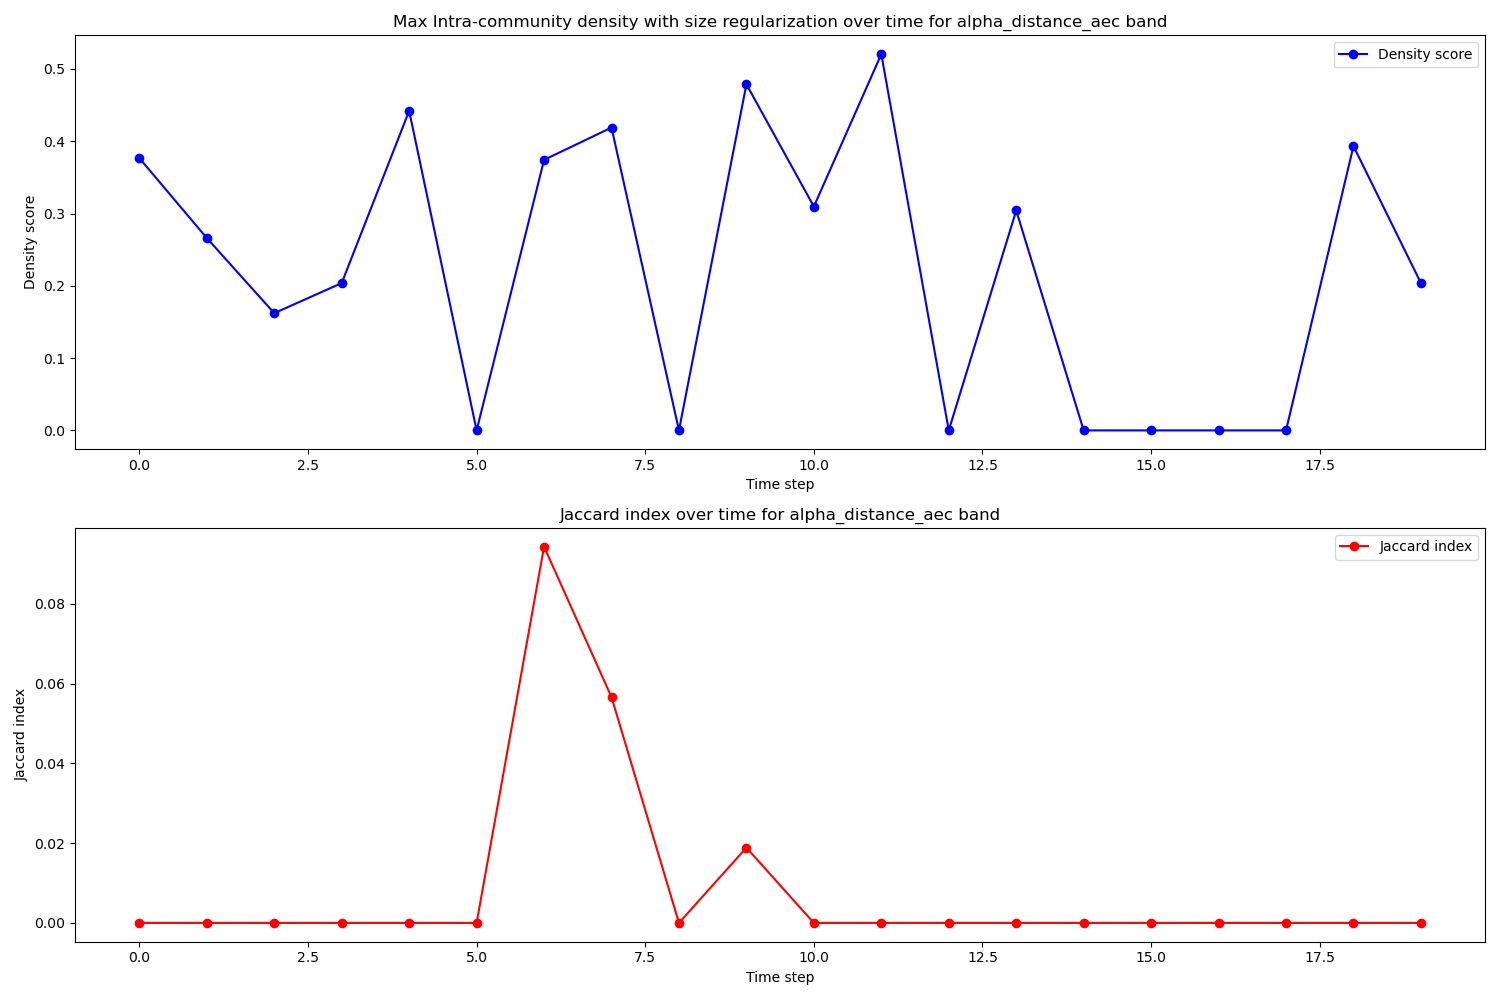 Max Intra-community density with size regularization over time for alpha_distance_aec band
Density score
0.5
0.4
0.3
0.2
0.1
0.0
Density score
0.0 2.5 5.0 7.5 10.0 12.5 15.0 17.5
Time step
Jaccard index over time for alpha_distance_aec band
Jaccard index
0.08
0.06
0.04
0.02
0.00
Jaccard index
0.0 2.5 5.0 7.5 10.0 12.5 15.0 17.5
Time step